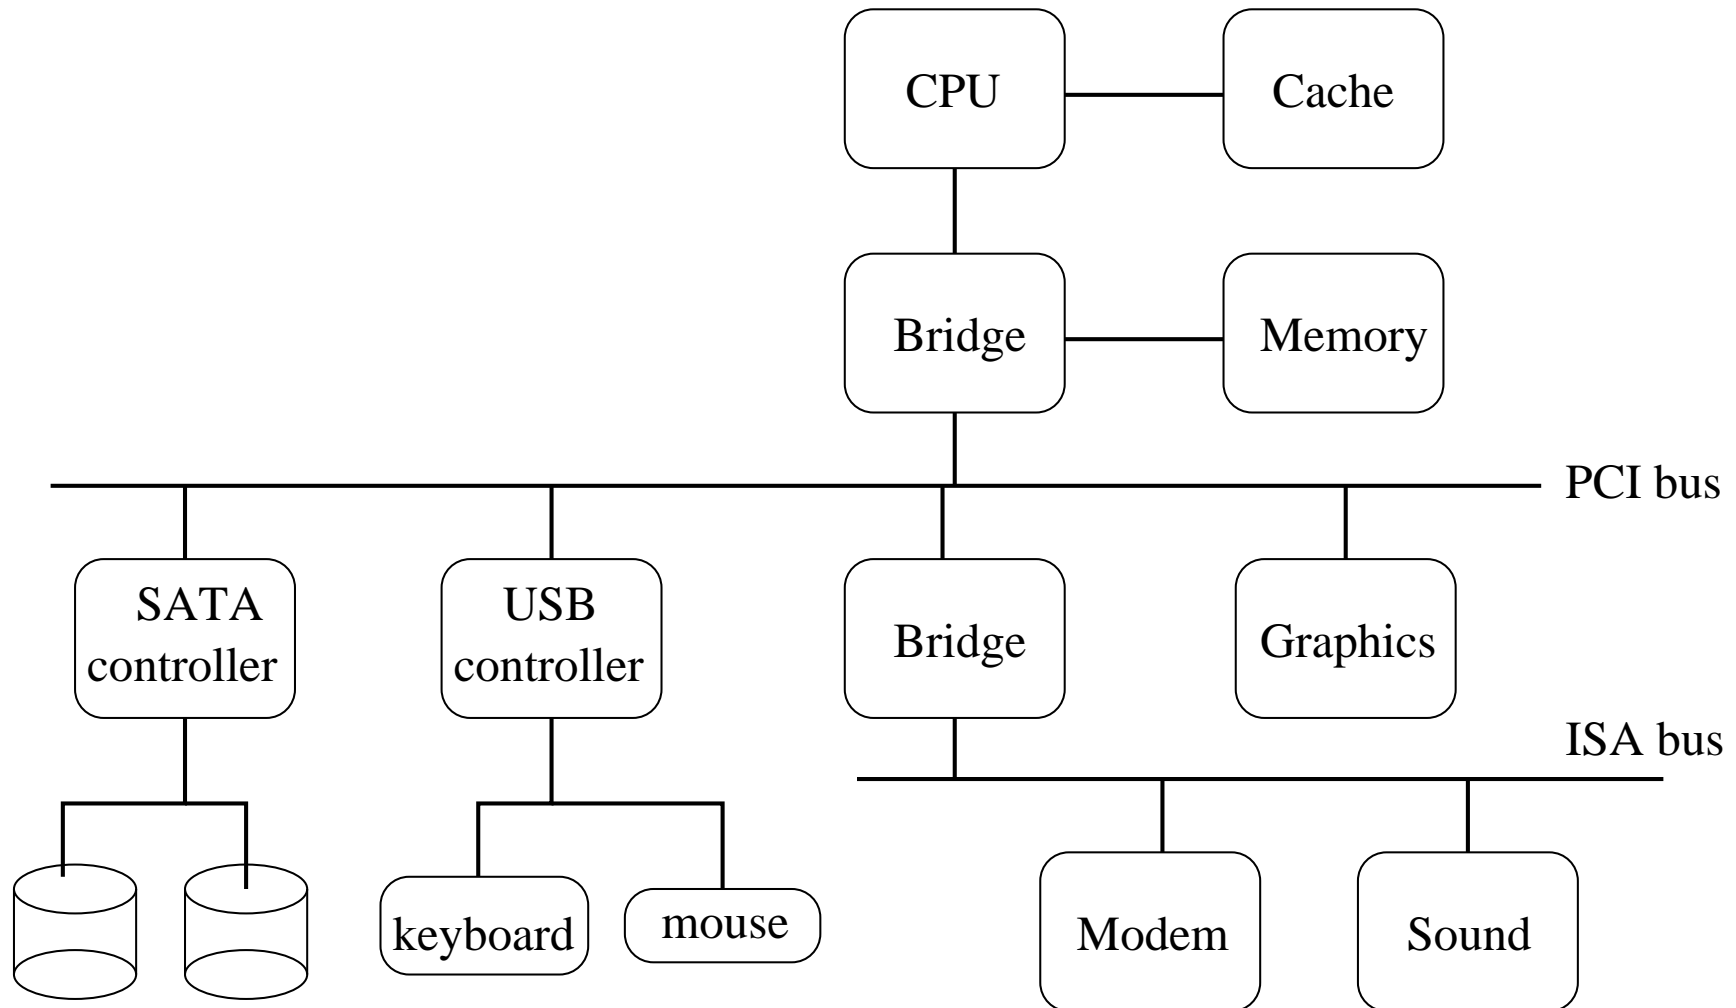 CPU
Cache
Bridge
Memory
PCI bus
SATA
controller
USB
controller
Bridge
Graphics
ISA bus
keyboard
mouse
Modem
Sound